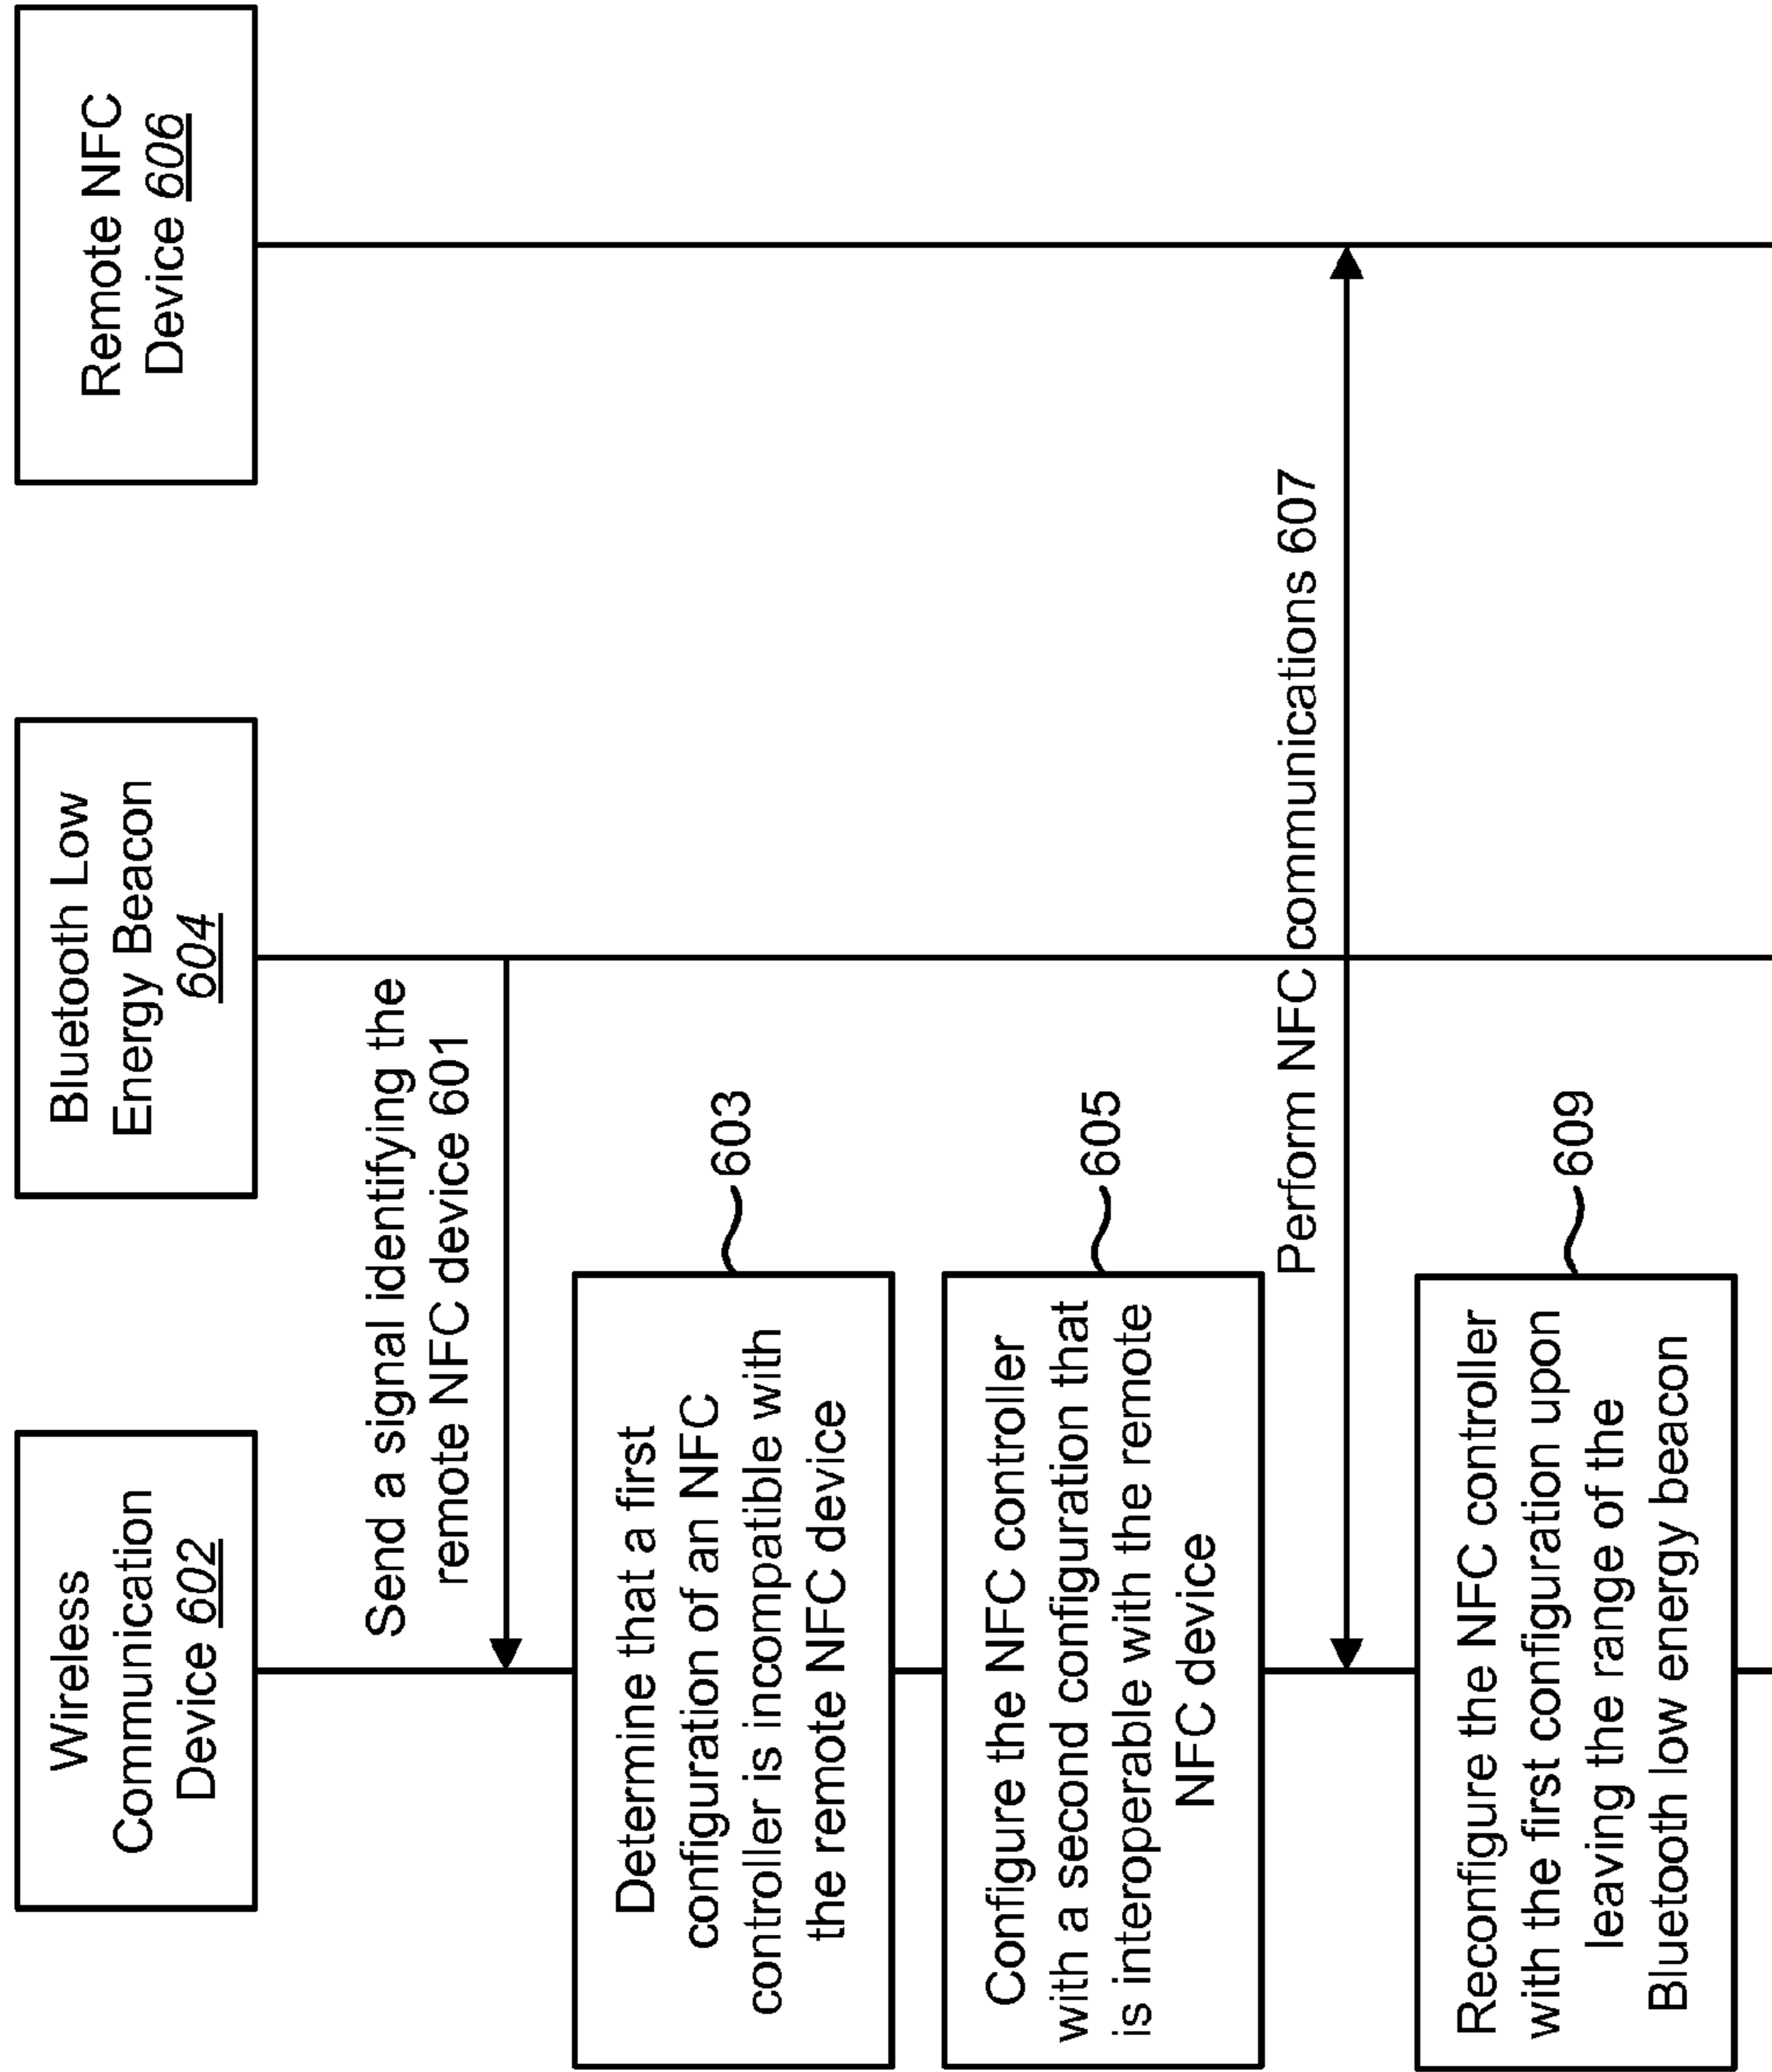 Wireless
Communication
Device 602
Bluetooth Low
Energy Beacon
604
Remote NFC
Device 606
Send a signal identifying the
remote NFC device 601
Determine that a first
configuration of an NFC
controller is incompatible with
the remote NFC device
603
Configure the NFC controller
with a second configuration that
is interoperable with the remote
NFC device
605
Perform NFC communications 607
Reconfigure the NFC controller
with the first configuration upon
leaving the range of the
Bluetooth low energy beacon
609